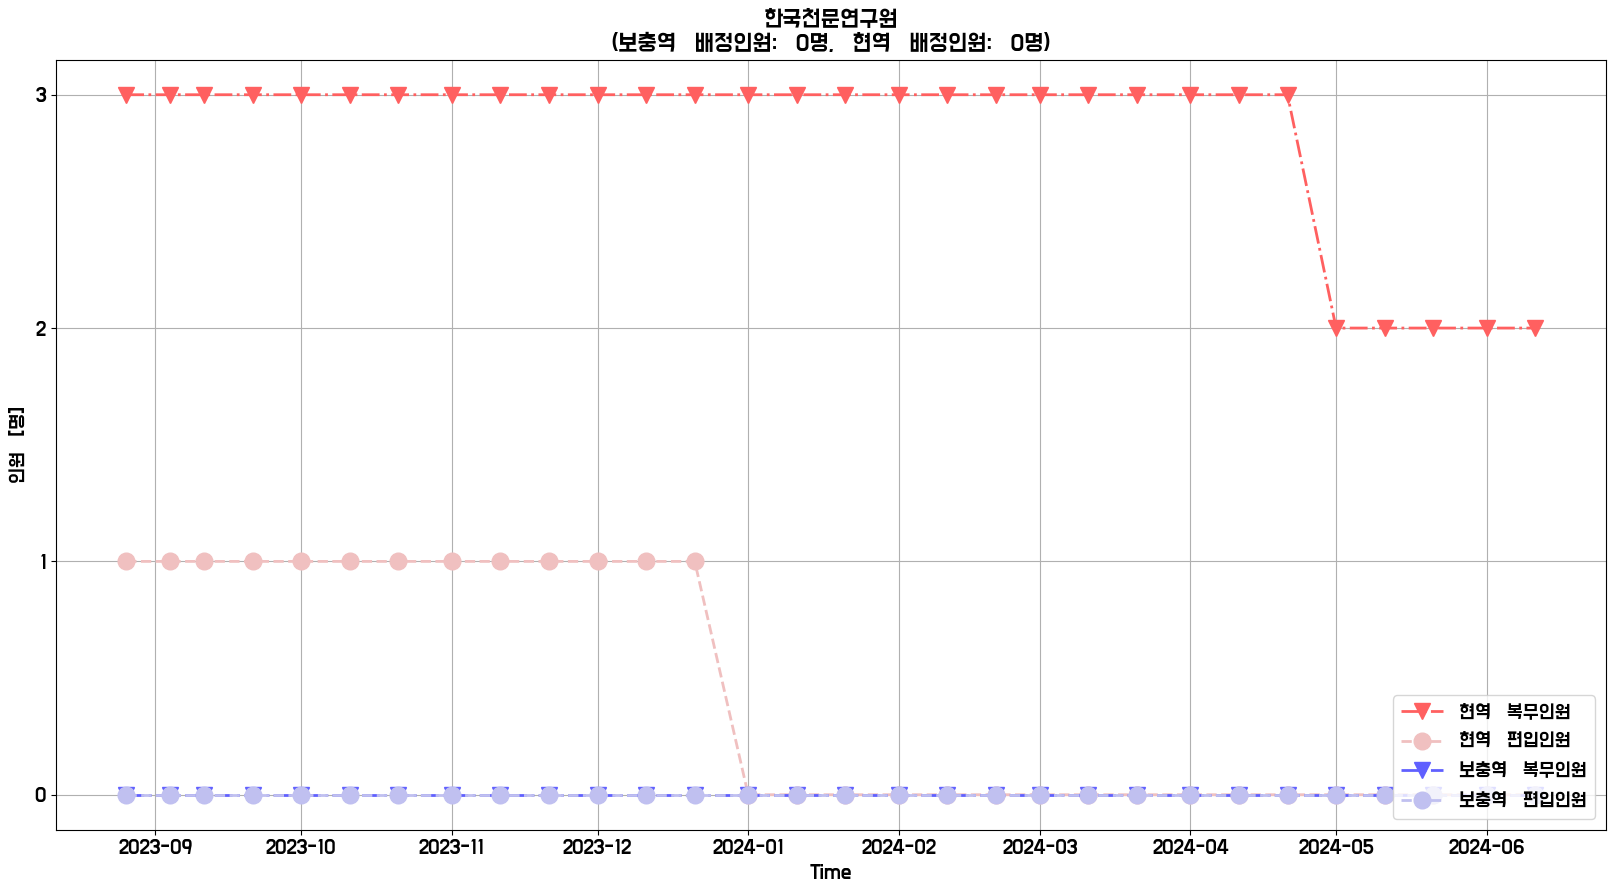 한국천문연구원
(보충역 배정인원: 0명, 현역 배정인원: 0명)
인원 [명]
3
2
1
0
현역 복무인원
현역 편입인원
보충역 복무인원
보충역 편입인원
2023-09 2023-10 2023-11 2023-12 2024-01 2024-02 2024-03 2024-04 2024-05 2024-06
Time